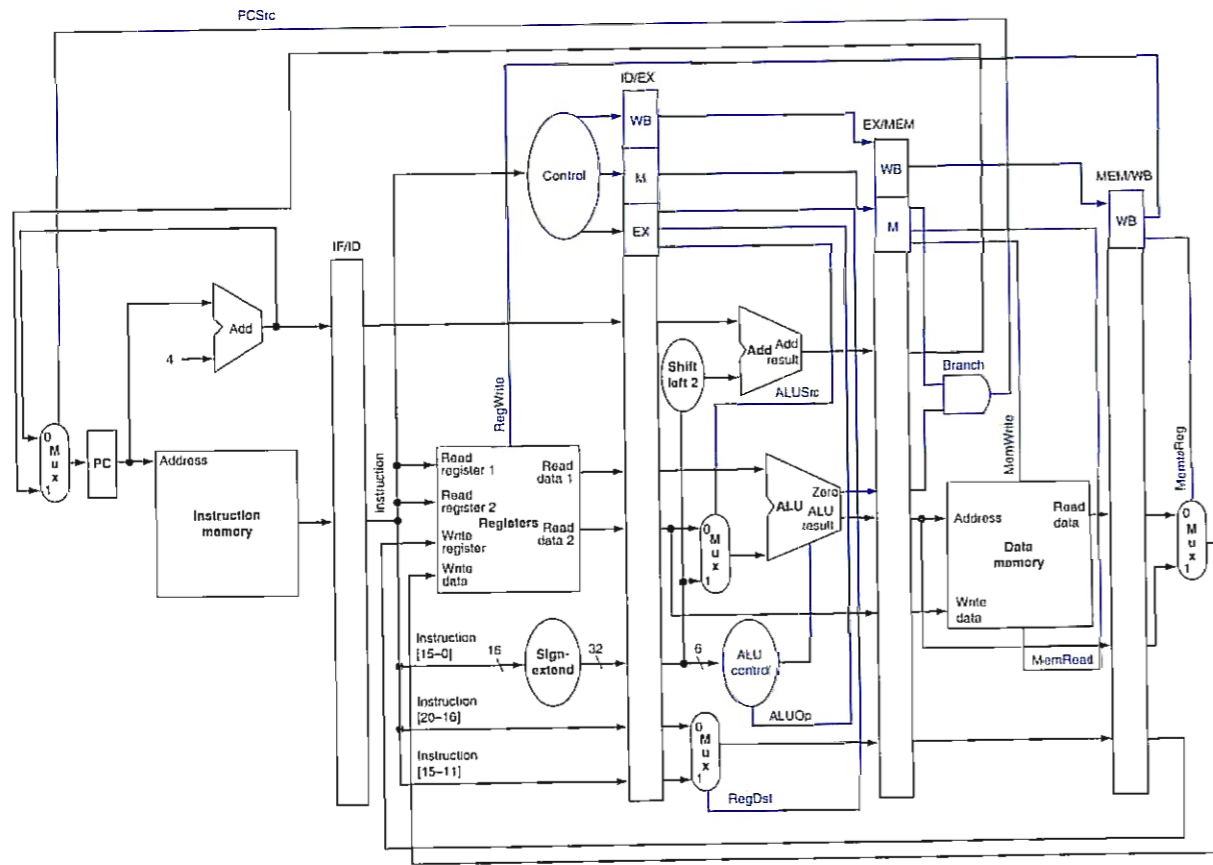 PCSrc
ID/EX
WB
EX/MEM
Control
M
WB
MEM/WB
EX
M
WB
IF/ID
Add
4
Add
Add
result
Shift
left 2
Branch
ALUSrc
RegWrite
MemWrite
MemtoReg
0
M
u
x
1
PC
Address
Instruction
memory
Instruction
Read
register 1
Read
register 2
Write
register
Write
data
Registers
Read
data 1
Read
data 2
0
M
u
x
1
ALU
Zero
ALU
result
Address
Read
data
Data
memory
Write
data
0
M
u
x
1
Instruction
[15–0]
16
Sign-
extend
32
6
ALU
control
MemRead
Instruction
[20–16]
ALUOp
0
M
u
x
1
Instruction
[15–11]
RegDst